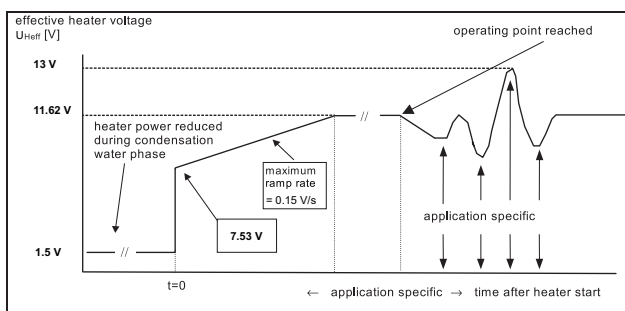 effective heater voltage
UHeff [V]
operating point reached
13 V
11.62 V
heater power reduced
during condensation
water phase
//
maximum
ramp rate
= 0.15 V/s
7.53 V
application specific
1.5 V
//
t=0
← application specific → time after heater start